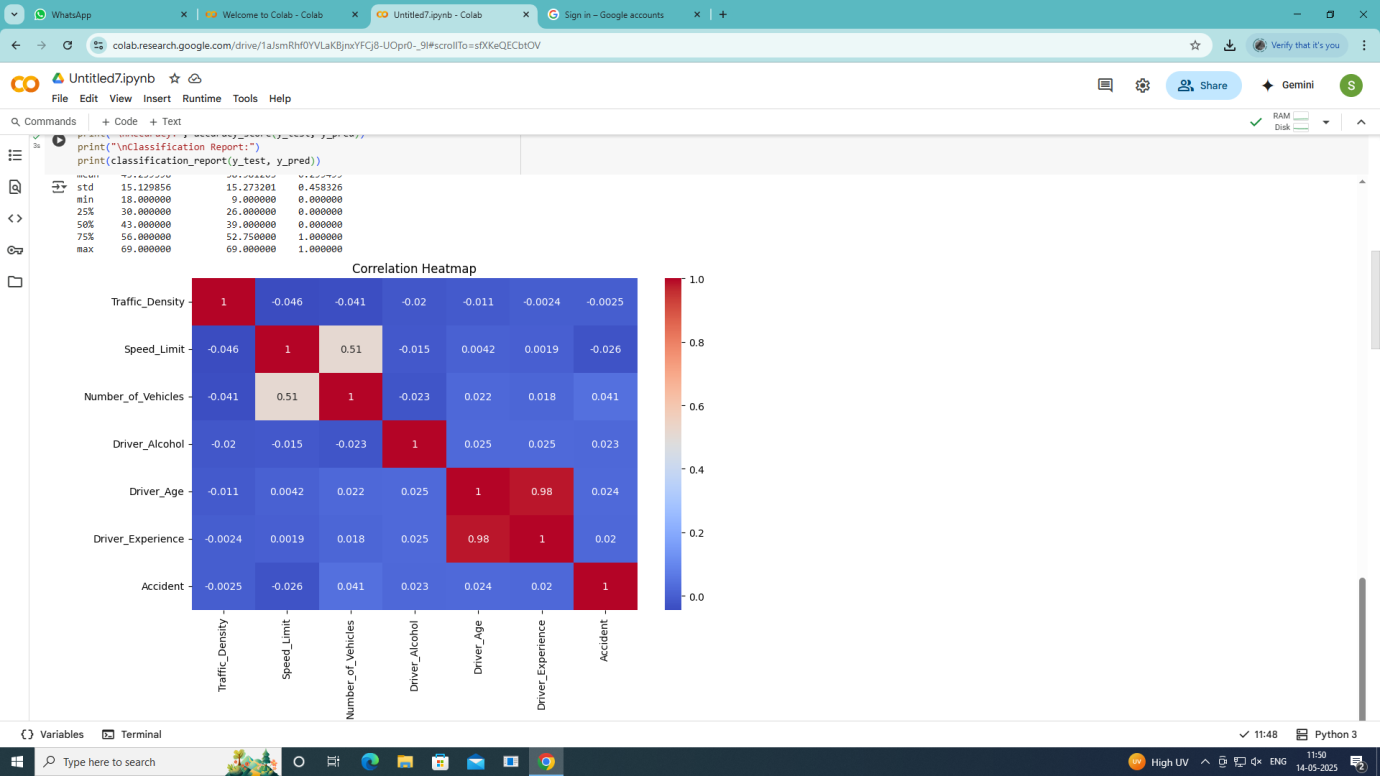 WhatsApp
Welcome to Colab - Colab
Untitled7.ipynb - Colab
Sign in – Google accounts
colab.research.google.com/drive/1aJsmRhf0YVLaKBjnxYFCj8-UOpr0-_9I#scrollTo=sfXKeQECbtOV
Verify that it's you
Untitled7.ipynb
File Edit View Insert Runtime Tools Help
Share
Gemini
S
Commands + Code + Text
RAM
Disk
3s
print("\nAccuracy:", accuracy_score(y_test, y_pred))
print("\nClassification Report:")
print(classification_report(y_test, y_pred))
std 15.129856 15.273201 0.458326
min 18.000000 9.000000 0.000000
25% 30.000000 26.000000 0.000000
50% 43.000000 39.000000 0.000000
75% 56.000000 52.750000 1.000000
max 69.000000 69.000000 1.000000
Correlation Heatmap
Traffic_Density 1 -0.046 -0.041 -0.02 -0.011 -0.0024 -0.0025
Speed_Limit -0.046 1 0.51 -0.015 0.0042 0.0019 -0.026
Number_of_Vehicles -0.041 0.51 1 -0.023 0.022 0.018 0.041
Driver_Alcohol -0.02 -0.015 -0.023 1 0.025 0.025 0.023
Driver_Age -0.011 0.0042 0.022 0.025 1 0.98 0.024
Driver_Experience -0.0024 0.0019 0.018 0.025 0.98 1 0.02
Accident -0.0025 -0.026 0.041 0.023 0.024 0.02 1
Traffic_Density
Speed_Limit
Number_of_Vehicles
Driver_Alcohol
Driver_Age
Driver_Experience
Accident
1.0
0.8
0.6
0.4
0.2
0.0
Variables Terminal
11:48 Python 3
Type here to search
UV High UV
ENG
11:50
14-05-2025
2